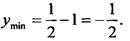 y_min = 1/2 − 1 = −1/2.